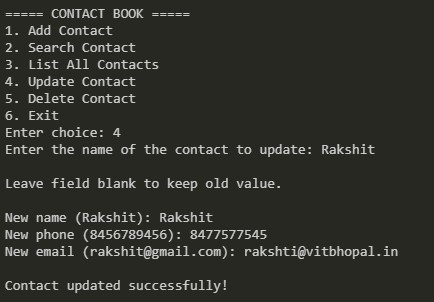 ===== CONTACT BOOK =====
1. Add Contact
2. Search Contact
3. List All Contacts
4. Update Contact
5. Delete Contact
6. Exit
Enter choice: 4
Enter the name of the contact to update: Rakshit
Leave field blank to keep old value.
New name (Rakshit): Rakshit
New phone (8456789456): 8477577545
New email (rakshit@gmail.com): rakshti@vitbhopal.in
Contact updated successfully!